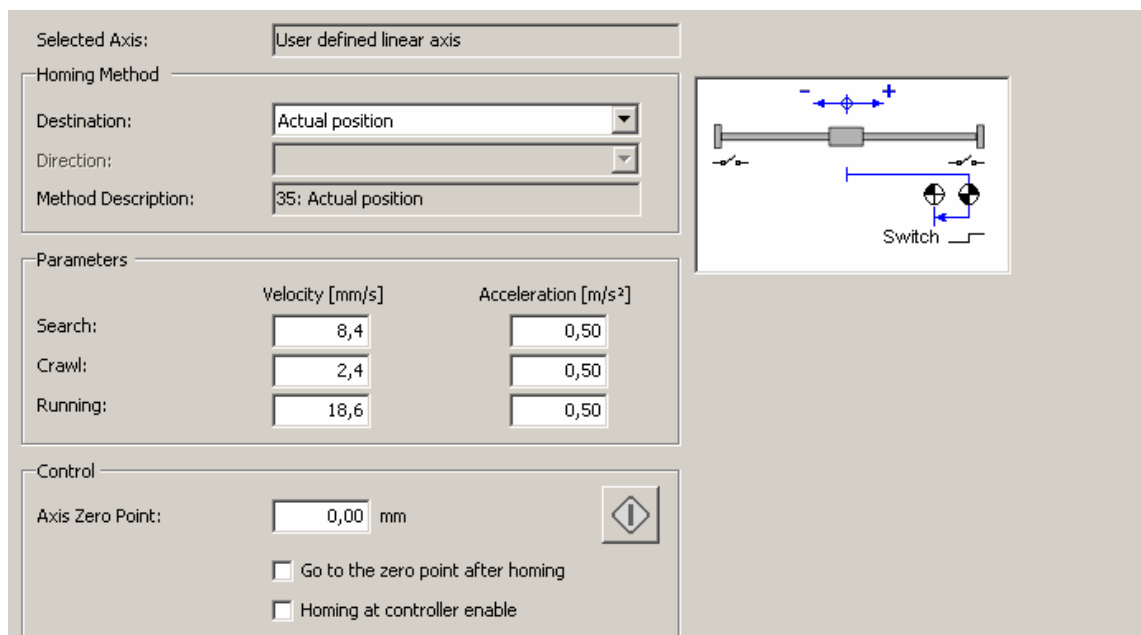 Selected Axis: User defined linear axis
Homing Method
Destination: Actual position
Direction:
Method Description: 35: Actual position
- +
Switch
Parameters
Velocity [mm/s] Acceleration [m/s²]
Search: 8,4 0,50
Crawl: 2,4 0,50
Running: 18,6 0,50
Control
Axis Zero Point: 0,00 mm
Go to the zero point after homing
Homing at controller enable